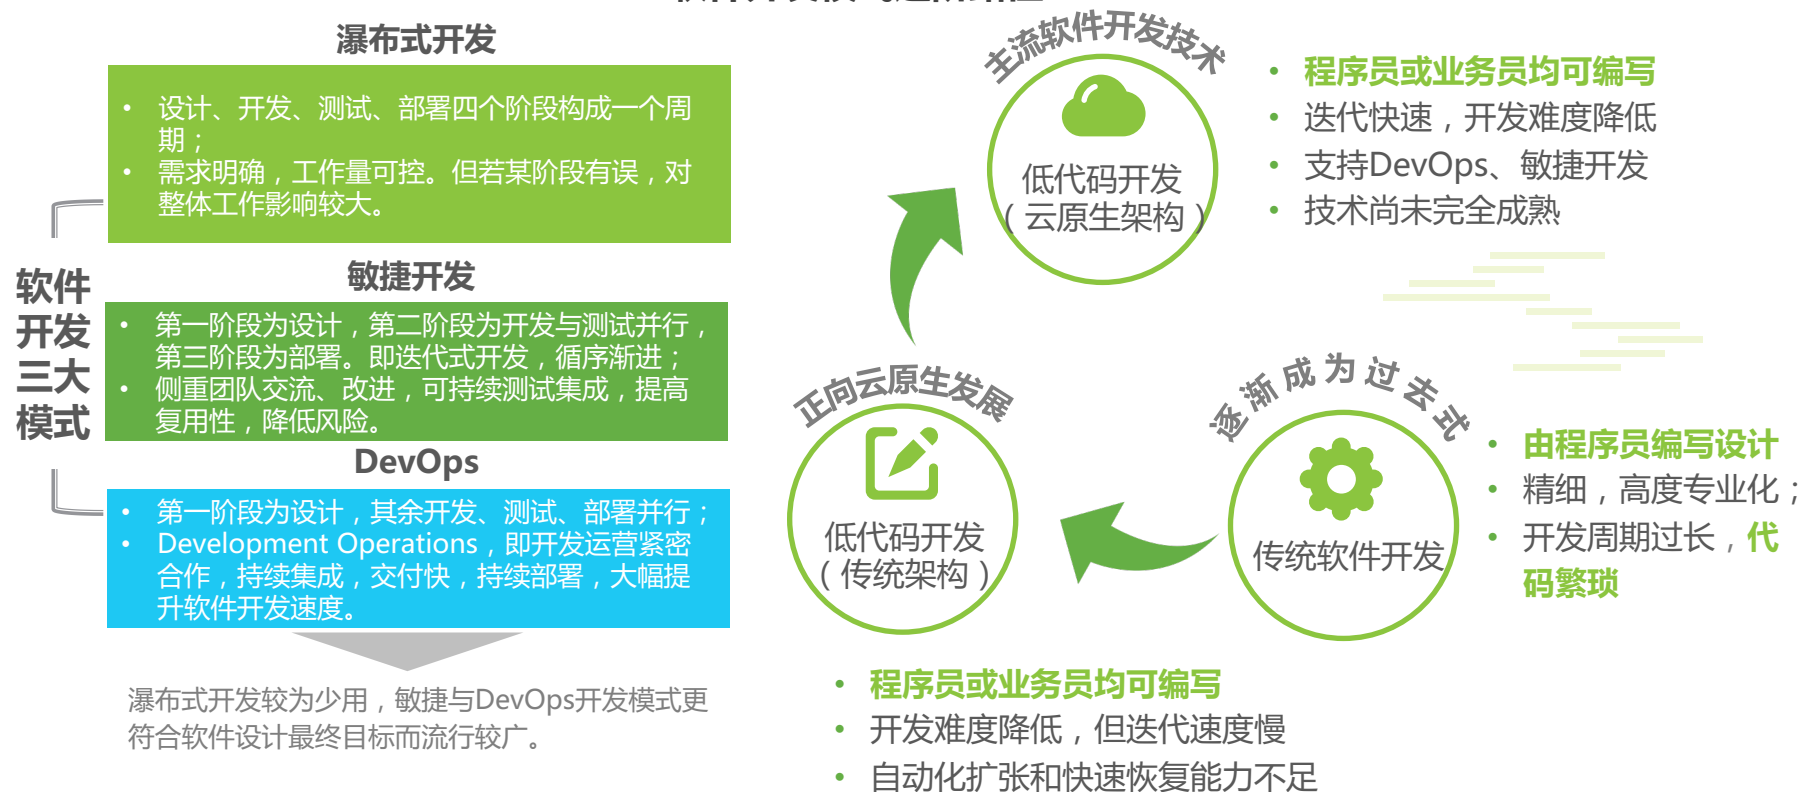 瀑布式开发
• 设计、开发、测试、部署四个阶段构成一个周
期；
• 需求明确，工作量可控。但若某阶段有误，对
整体工作影响较大。
软件
开发
三大
模式
敏捷开发
• 第一阶段为设计，第二阶段为开发与测试并行，
第三阶段为部署。即迭代式开发，循序渐进；
• 侧重团队交流、改进，可持续测试集成，提高
复用性，降低风险。
DevOps
• 第一阶段为设计，其余开发、测试、部署并行；
• Development Operations，即开发运营紧密
合作，持续集成，交付快，持续部署，大幅提
升软件开发速度。
瀑布式开发较为少用，敏捷与DevOps开发模式更
符合软件设计最终目标而流行较广。
主流软件开发技术
低代码开发
（云原生架构）
• 程序员或业务员均可编写
• 迭代快速，开发难度降低
• 支持DevOps、敏捷开发
• 技术尚未完全成熟
正向云原生发展
低代码开发
（传统架构）
• 程序员或业务员均可编写
• 开发难度降低，但迭代速度慢
• 自动化扩张和快速恢复能力不足
逐渐成为过去式
传统软件开发
• 由程序员编写设计
• 精细，高度专业化；
• 开发周期过长，代
码繁琐